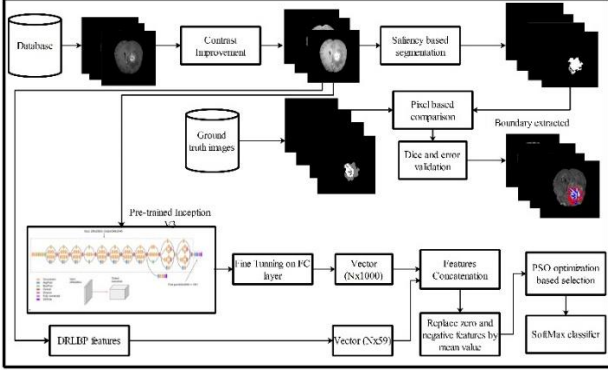 Database
Contrast
Improvement
Saliency based
segmentation
Pixel based
comparison
Boundary extracted
Ground
truth images
Dice and error
validation
Pre-trained Inception
V3
Fine Tunning on FC
layer
Vector
(Nx1000)
Features
Concatenation
PSO optimization
based selection
Replace zero and
negative features by
mean value
SoftMax classifier
DRLBP features
Vector (Nx59)